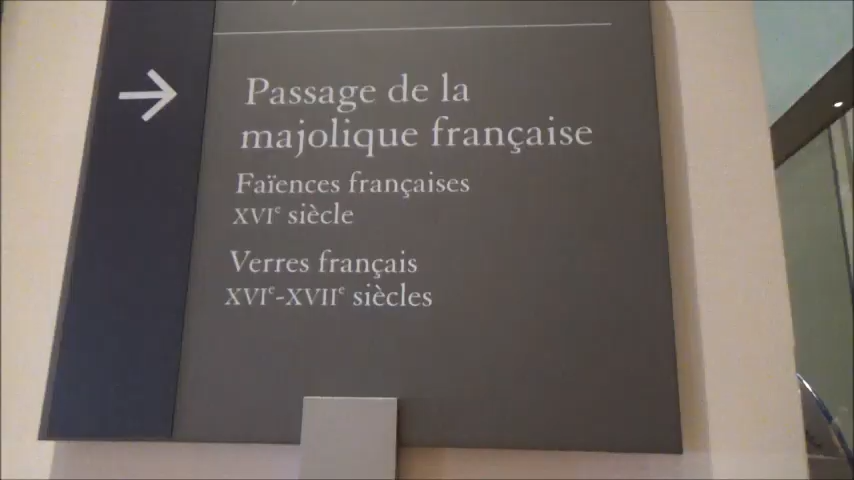 Passage de la
majolique française
Faïences françaises
XVIe siècle
Verres français
XVIe-XVIIe siècles